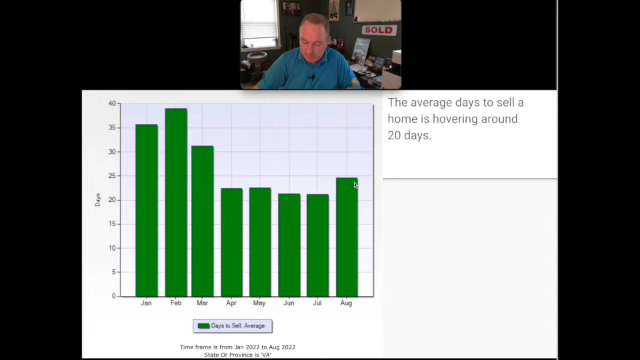 SOLD
The average days to sell a
home is hovering around
20 days.
40
35
30
25
20
15
10
5
0
Days
Jan Feb Mar Apr May Jun Jul Aug
Days to Sell, Average
Time frame is from Jan 2022 to Aug 2022
State Or Province is 'VA'